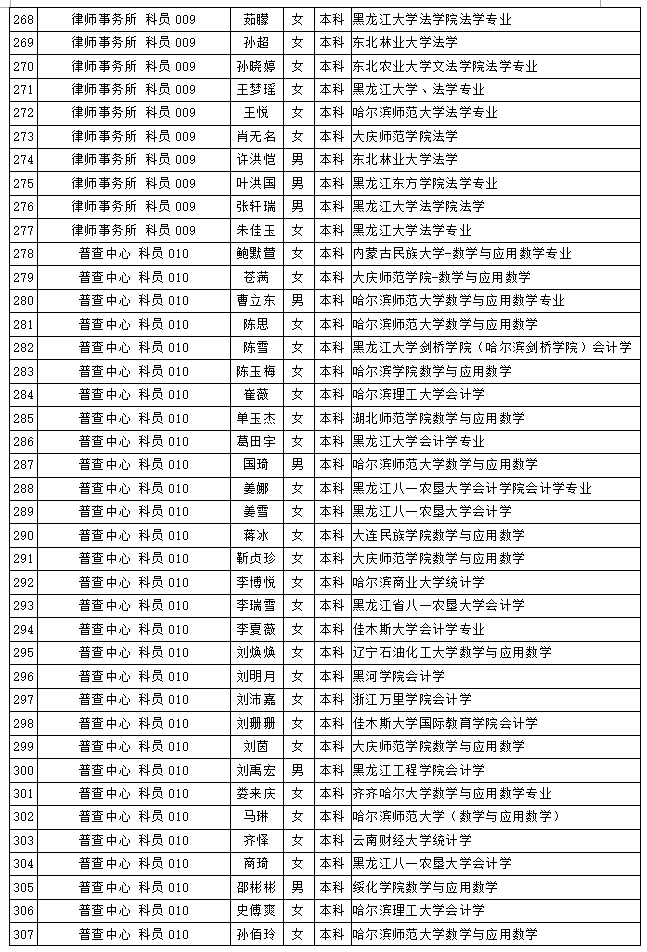 268 律师事务所 科员 009 茹朦 女 本科 黑龙江大学法学院法学专业
269 律师事务所 科员 009 孙超 女 本科 东北林业大学法学
270 律师事务所 科员 009 孙晓婷 女 本科 东北农业大学文法学院法学专业
271 律师事务所 科员 009 王梦瑶 女 本科 黑龙江大学、法学专业
272 律师事务所 科员 009 王悦 女 本科 哈尔滨师范大学法学专业
273 律师事务所 科员 009 肖无名 女 本科 大庆师范学院法学
274 律师事务所 科员 009 许洪恺 男 本科 东北林业大学法学
275 律师事务所 科员 009 叶洪国 男 本科 黑龙江东方学院法学专业
276 律师事务所 科员 009 张轩瑞 男 本科 黑龙江大学法学院法学
277 律师事务所 科员 009 朱佳玉 女 本科 黑龙江大学法学专业
278 普查中心 科员 010 鲍默萱 女 本科 内蒙古民族大学-数学与应用数学专业
279 普查中心 科员 010 苍满 女 本科 大庆师范学院-数学与应用数学
280 普查中心 科员 010 曹立东 男 本科 哈尔滨师范大学数学与应用数学专业
281 普查中心 科员 010 陈思 女 本科 哈尔滨师范大学数学与应用数学
282 普查中心 科员 010 陈雪 女 本科 黑龙江大学剑桥学院（哈尔滨剑桥学院）会计学
283 普查中心 科员 010 陈玉梅 女 本科 哈尔滨学院数学与应用数学
284 普查中心 科员 010 崔薇 女 本科 哈尔滨理工大学会计学
285 普查中心 科员 010 单玉杰 女 本科 湖北师范学院数学与应用数学
286 普查中心 科员 010 葛田宇 女 本科 黑龙江大学会计学专业
287 普查中心 科员 010 国琦 男 本科 哈尔滨师范大学数学与应用数学
288 普查中心 科员 010 姜娜 女 本科 黑龙江八一农垦大学会计学院会计学专业
289 普查中心 科员 010 姜雪 女 本科 黑龙江八一农垦大学会计学
290 普查中心 科员 010 蒋冰 女 本科 大连民族学院数学与应用数学
291 普查中心 科员 010 靳贞珍 女 本科 大庆师范学院数学与应用数学
292 普查中心 科员 010 李博悦 女 本科 哈尔滨商业大学统计学
293 普查中心 科员 010 李瑞雪 女 本科 黑龙江省八一农垦大学会计学
294 普查中心 科员 010 李夏薇 女 本科 佳木斯大学会计学专业
295 普查中心 科员 010 刘焕焕 女 本科 辽宁石油化工大学数学与应用数学
296 普查中心 科员 010 刘明月 女 本科 黑河学院会计学
297 普查中心 科员 010 刘沛嘉 女 本科 浙江万里学院会计学
298 普查中心 科员 010 刘珊珊 女 本科 佳木斯大学国际教育学院会计学
299 普查中心 科员 010 刘茵 女 本科 大庆师范学院数学与应用数学
300 普查中心 科员 010 刘禹宏 男 本科 黑龙江工程学院会计学
301 普查中心 科员 010 娄来庆 女 本科 齐齐哈尔大学数学与应用数学专业
302 普查中心 科员 010 马琳 女 本科 哈尔滨师范大学（数学与应用数学）
303 普查中心 科员 010 齐怿 女 本科 云南财经大学统计学
304 普查中心 科员 010 商琦 女 本科 黑龙江八一农垦大学会计学
305 普查中心 科员 010 邵彬彬 男 本科 绥化学院数学与应用数学
306 普查中心 科员 010 史傅爽 女 本科 哈尔滨理工大学会计学
307 普查中心 科员 010 孙佰玲 女 本科 哈尔滨师范大学数学与应用数学